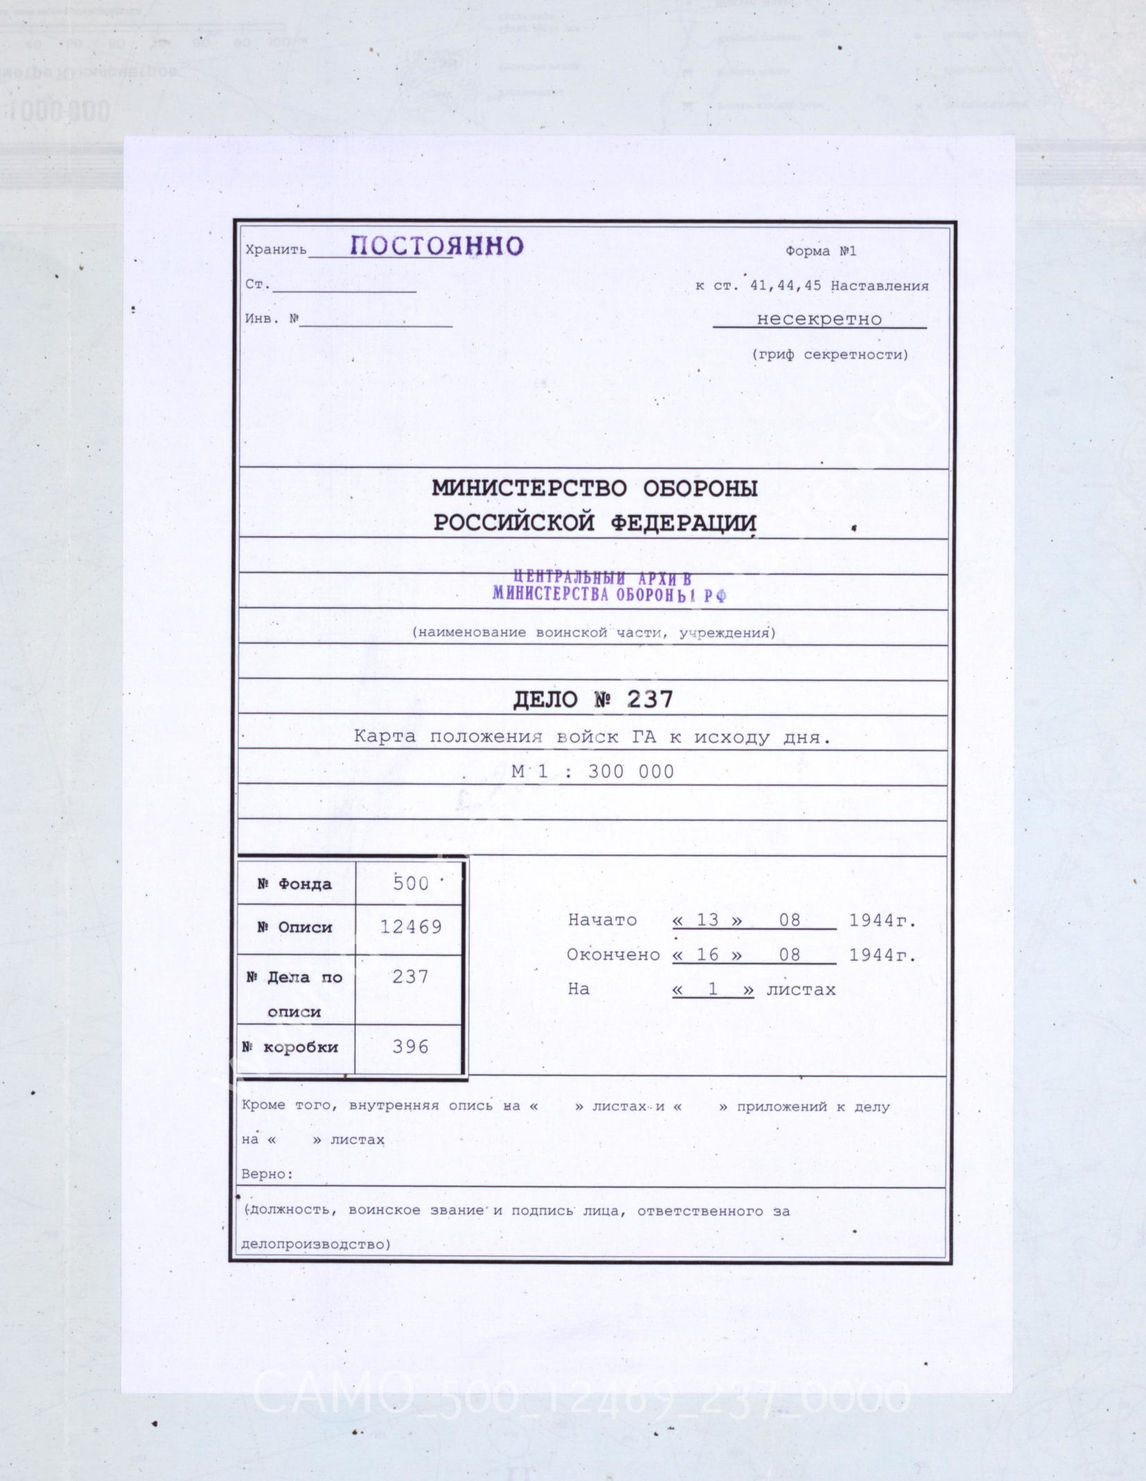 Хранить ПОСТОЯННО
Форма №1
Ст.
к ст. 41,44,45 Наставления
Инв. №
несекретно
(гриф секретности)
МИНИСТЕРСТВО ОБОРОНЫ
РОССИЙСКОЙ ФЕДЕРАЦИИ
ЦЕНТРАЛЬНЫЙ АРХИВ
МИНИСТЕРСТВА ОБОРОНЫ РФ
(наименование воинской части, учреждения)
ДЕЛО № 237
Карта положения войск ГА к исходу дня.
М 1 : 300 000
№ Фонда 500
№ Описи 12469
№ Дела по описи 237
№ коробки 396
Начато « 13 » 08 1944г.
Окончено « 16 » 08 1944г.
На « 1 » листах
Кроме того, внутренняя опись на « » листах и « » приложений к делу
на « » листах
Верно:
(должность, воинское звание и подпись лица, ответственного за
делопроизводство)
CAMO_500_12469_237_0000